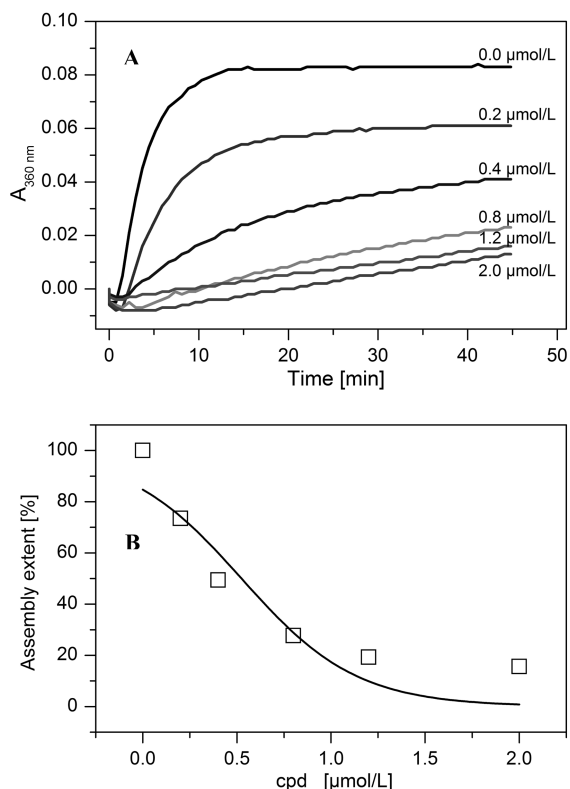 0.10
A
0.0 µmol/L
0.08
0.2 µmol/L
0.06
A360 nm
0.04
0.4 µmol/L
0.8 µmol/L
0.02
1.2 µmol/L
2.0 µmol/L
0.00
0 10 20 30 40 50
Time [min]
100
80
B
60
Assembly extent [%]
40
20
0
0.0 0.5 1.0 1.5 2.0
cpd [µmol/L]